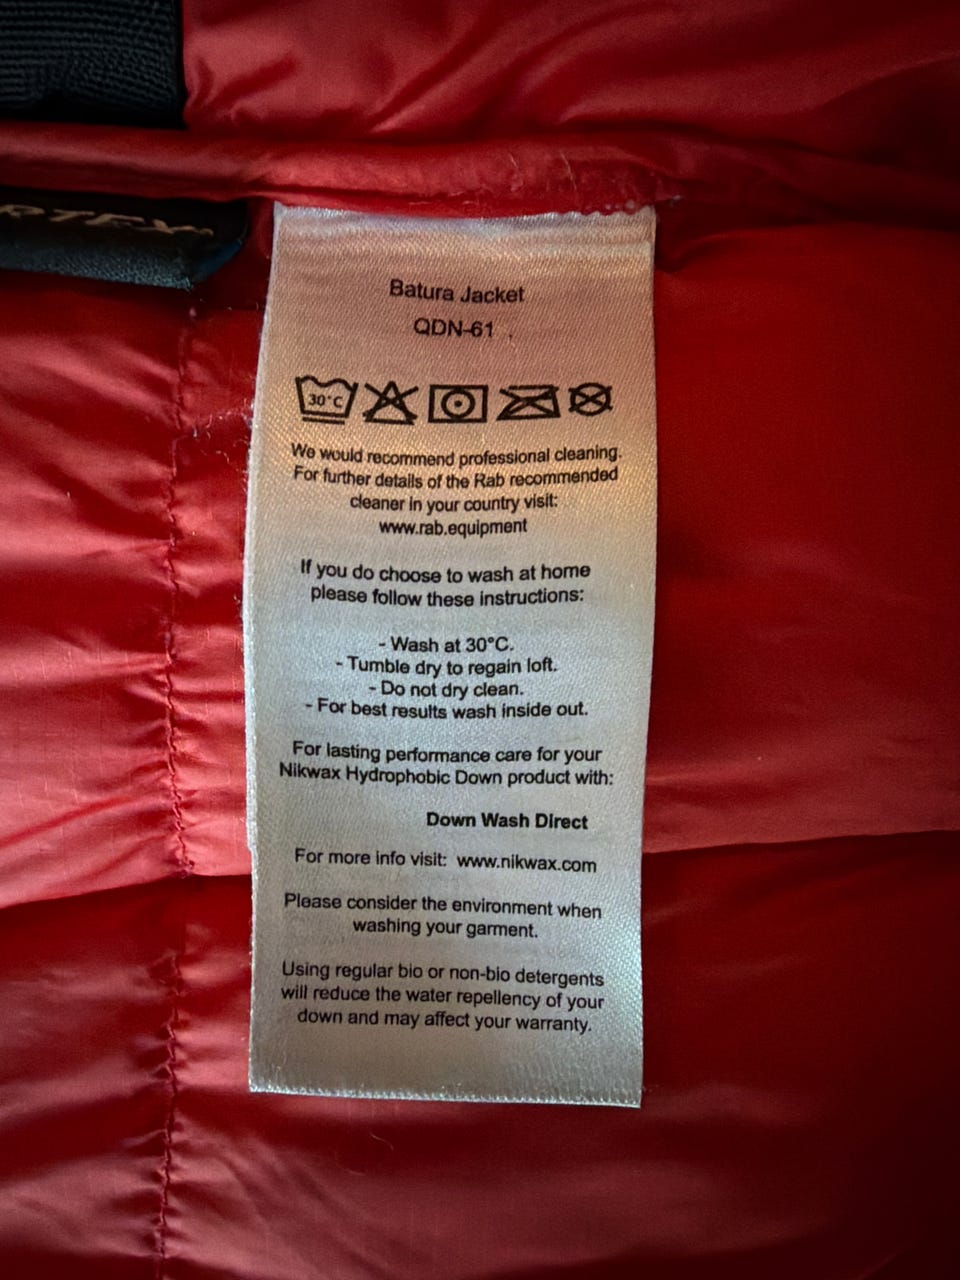 Batura Jacket
QDN-61
30°C
We would recommend professional cleaning.
For further details of the Rab recommended
cleaner in your country visit:
www.rab.equipment
If you do choose to wash at home
please follow these instructions:
- Wash at 30°C.
- Tumble dry to regain loft.
- Do not dry clean.
- For best results wash inside out.
For lasting performance care for your
Nikwax Hydrophobic Down product with:
Down Wash Direct
For more info visit: www.nikwax.com
Please consider the environment when
washing your garment.
Using regular bio or non-bio detergents
will reduce the water repellency of your
down and may affect your warranty.